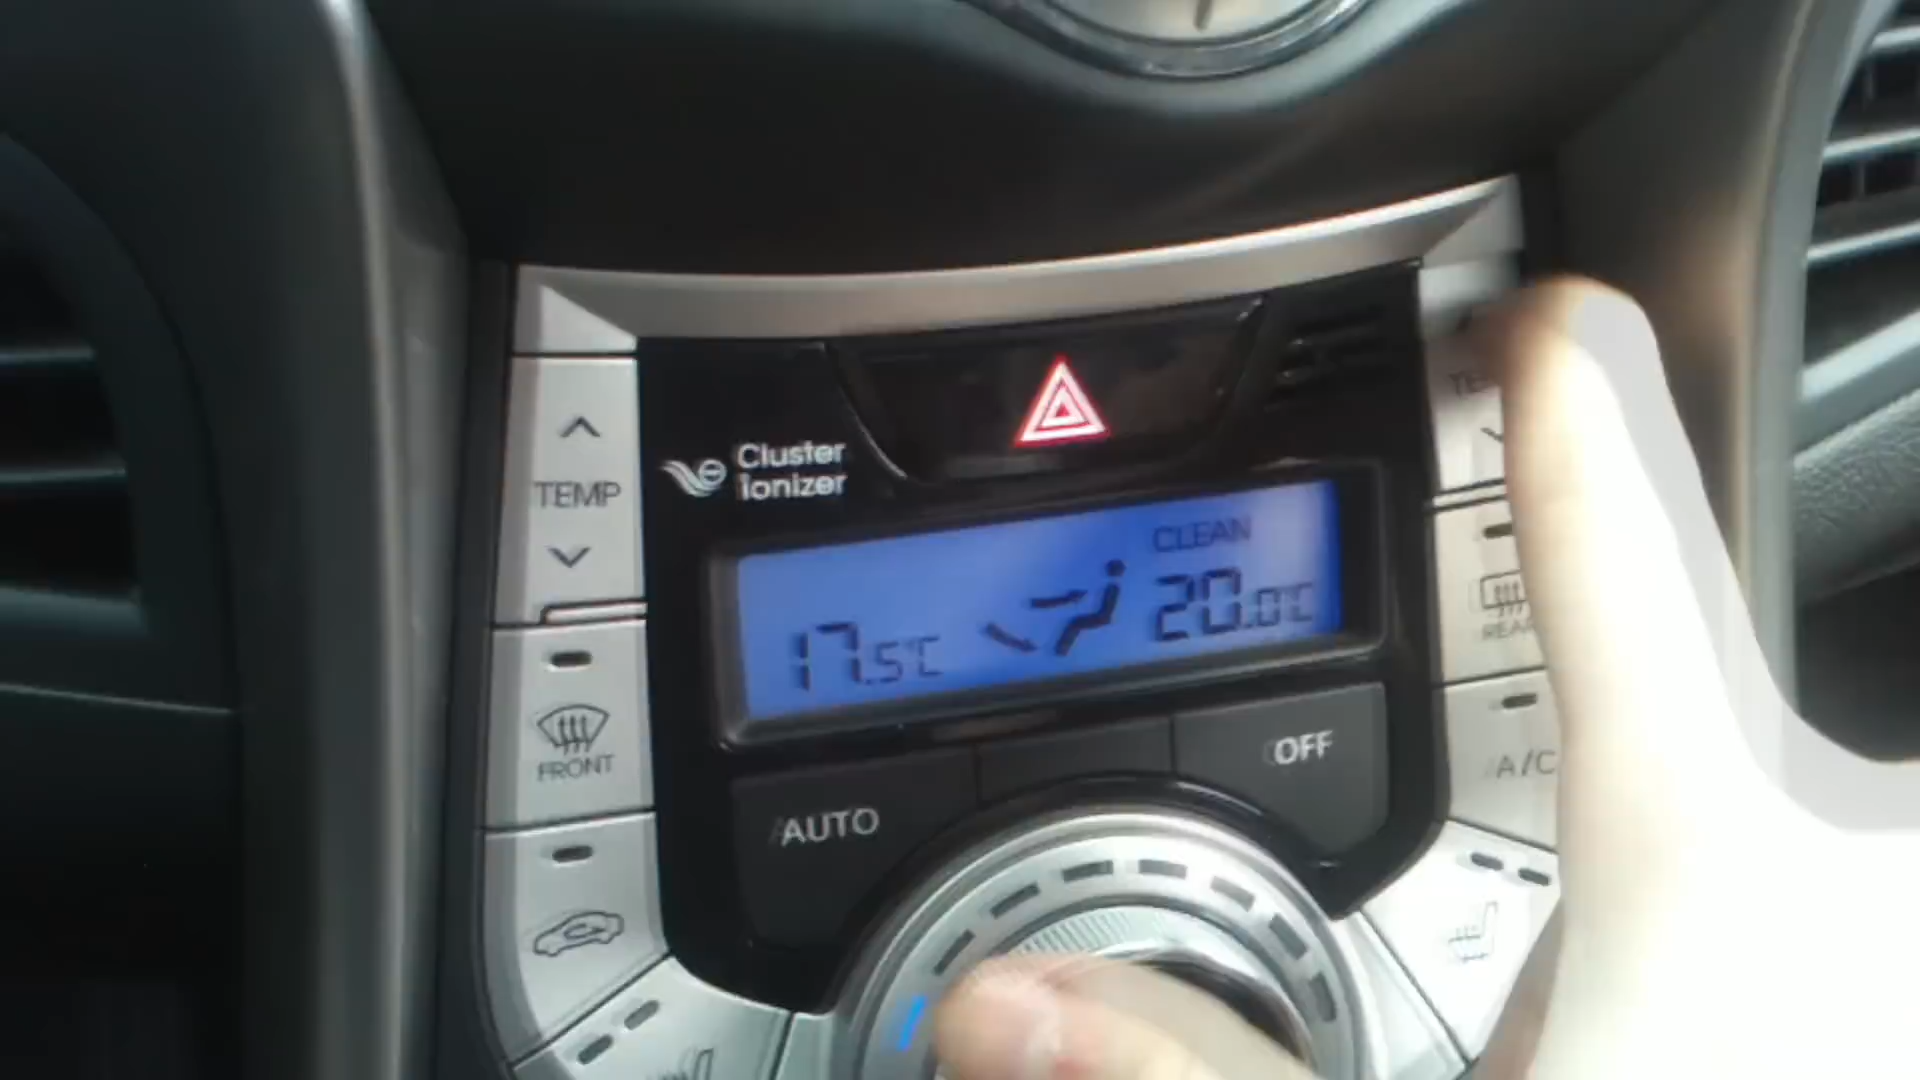 TEMP
Cluster
Ionizer
CLEAN
17.5°C
20.0°C
FRONT
AUTO
OFF
A/C